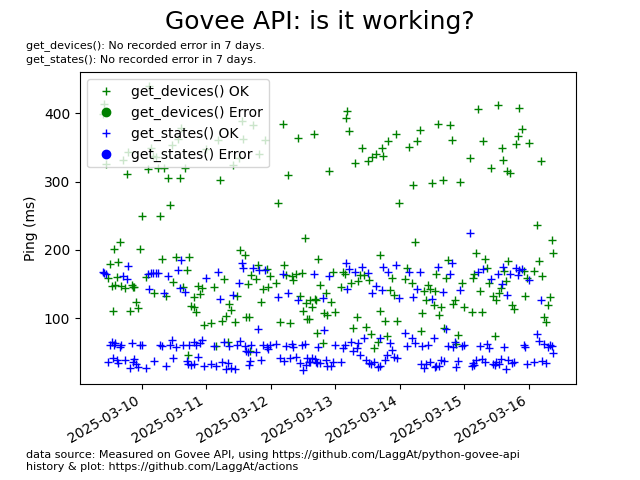 Govee API: is it working?
get_devices(): No recorded error in 7 days.
get_states(): No recorded error in 7 days.
get_devices() OK
get_devices() Error
get_states() OK
get_states() Error
Ping (ms)
400
300
200
100
2025-03-10
2025-03-11
2025-03-12
2025-03-13
2025-03-14
2025-03-15
2025-03-16
data source: Measured on Govee API, using https://github.com/LaggAt/python-govee-api
history & plot: https://github.com/LaggAt/actions